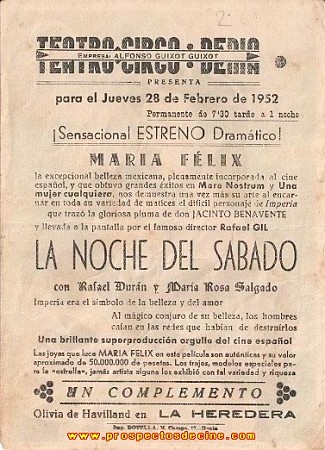 2
TEATRO-CIRCO : DENIA
EMPRESA: ALFONSO GUIXOT GUIXOT
PRESENTA
para el Jueves 28 de Febrero de 1952
Permanente de 7'30 tarde a 1 noche
¡Sensacional ESTRENO Dramático!
MARIA FÉLIX
la excepcional belleza mexicana, plenamente incorporada al cine
español, y que obtuvo grandes éxitos en Mare Nostrum y Una
mujer cualquiera, nos demuestra una vez más su arte al encar-
nar en toda su variedad de matices el difícil personaje de Imperia
que trazó la gloriosa pluma de don JACINTO BENAVENTE
y llevada a la pantalla por el famoso director Rafael GIL
LA NOCHE DEL SABADO
con Rafael Durán y María Rosa Salgado
Imperia era el símbolo de la belleza y del amor
Al mágico conjuro de su belleza, los hombres
caían en las redes que habían de destruírlos
Una brillante superproducción orgullo del cine español
Las joyas que luce MARIA FELIX en esta película son auténticas y su valor
aproximado de 50.000.000 de pesetas. Los trajes, modelos especiales para
la «estrella», jamás artista alguna los exhibió con tal variedad y riqueza
UN COMPLEMENTO
Olivia de Havilland en LA HEREDERA
www.prospectosdecine.com